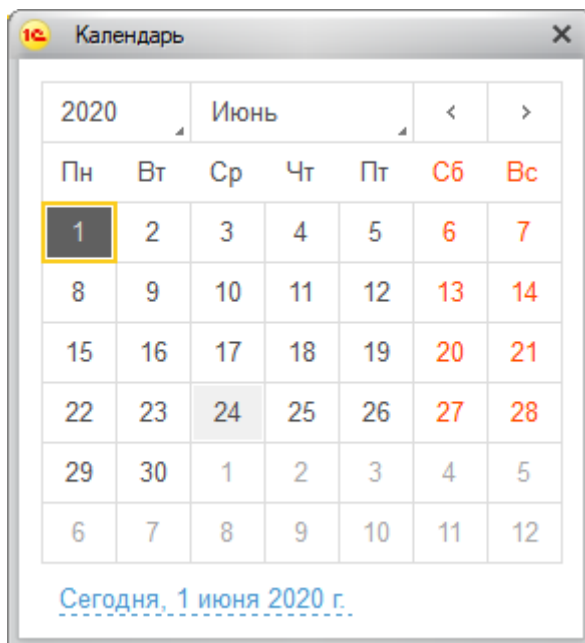 1С Календарь ×
2020 Июнь < >
Пн Вт Ср Чт Пт Сб Вс
1 2 3 4 5 6 7
8 9 10 11 12 13 14
15 16 17 18 19 20 21
22 23 24 25 26 27 28
29 30 1 2 3 4 5
6 7 8 9 10 11 12
Сегодня, 1 июня 2020 г.